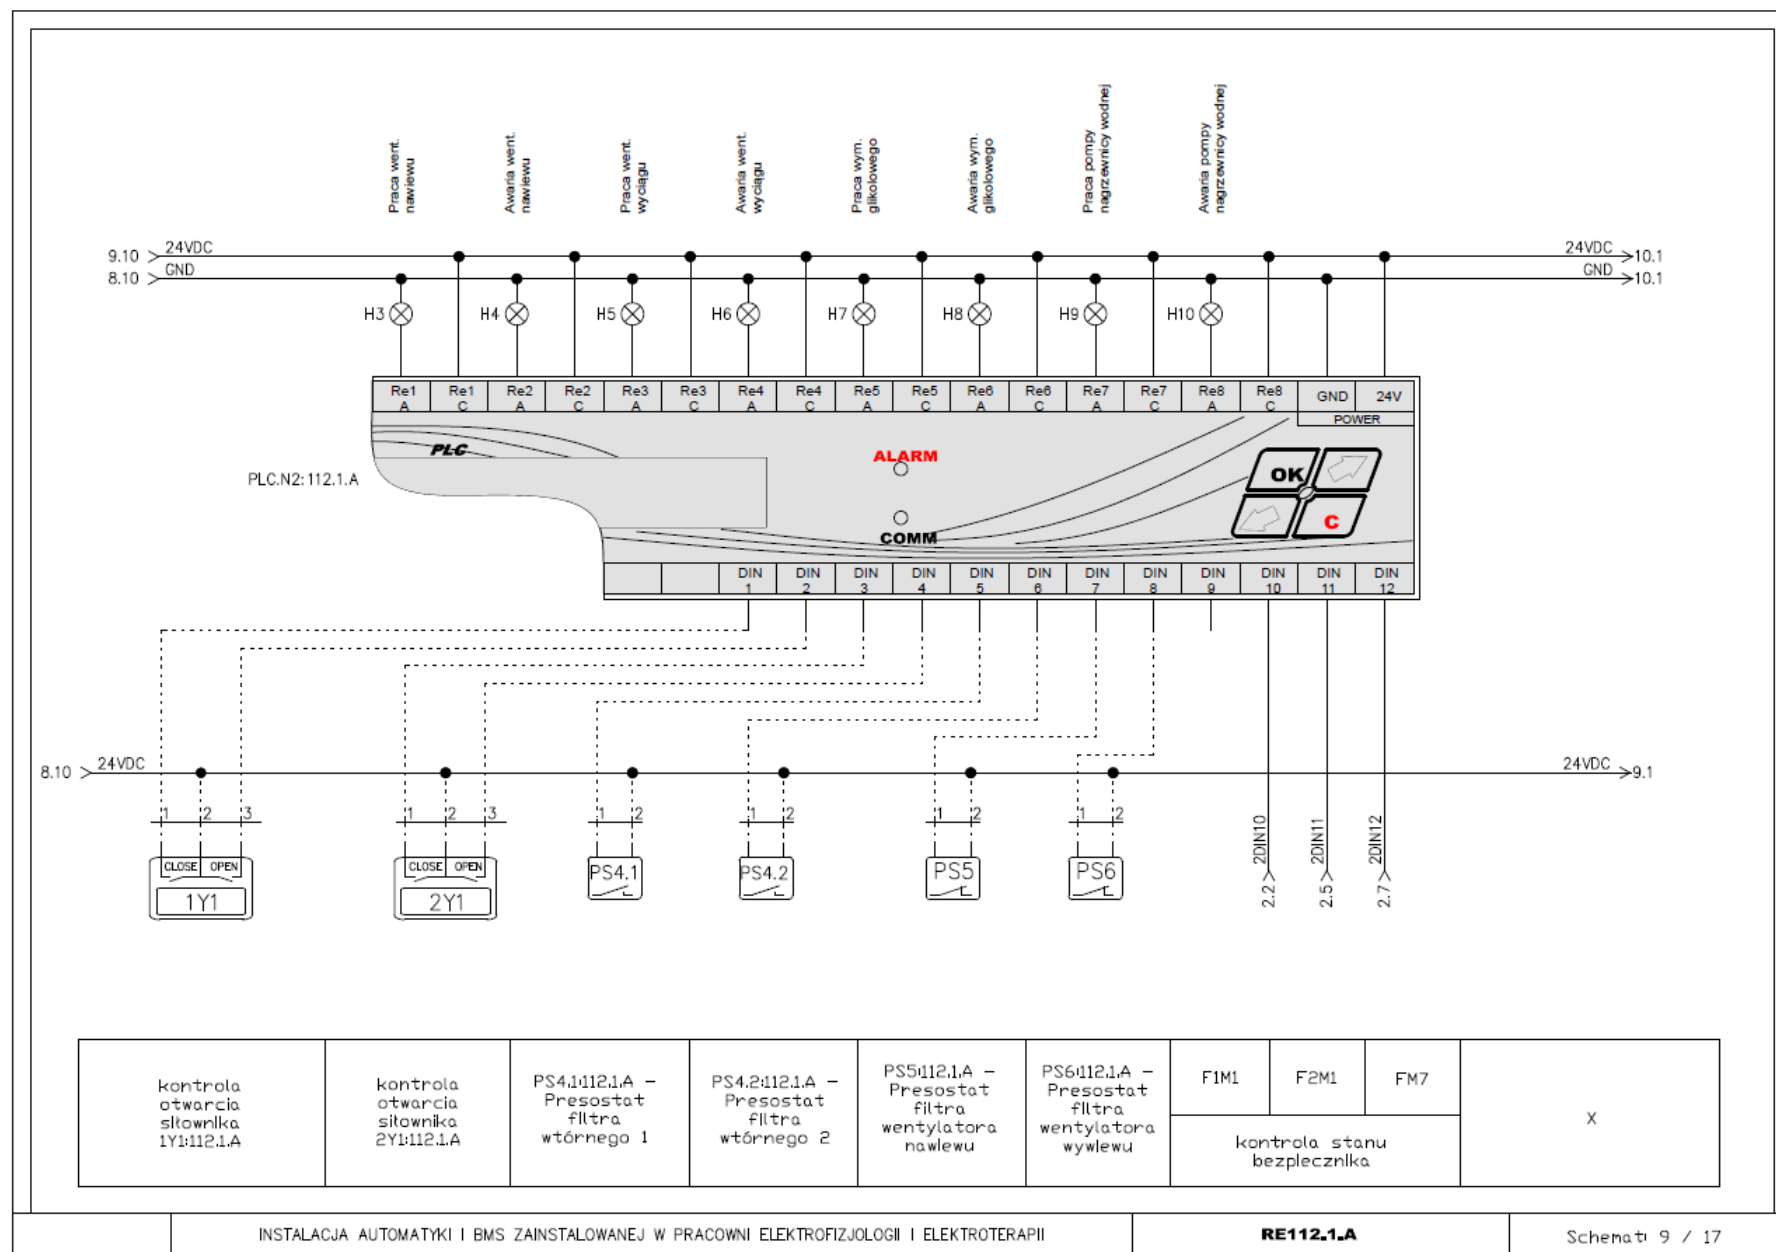 Praca went.
nawiewu
Awaria went.
nawiewu
Praca went.
wyciągu
Awaria went.
wyciągu
Praca wym.
glikolowego
Awaria wym.
glikolowego
Praca pompy
nagrzewnicy wodnej
Awaria pompy
nagrzewnicy wodnej
9.10 24VDC 24VDC 10.1
8.10 GND GND 10.1
H3 H4 H5 H6 H7 H8 H9 H10
Re1 Re1 Re2 Re2 Re3 Re3 Re4 Re4 Re5 Re5 Re6 Re6 Re7 Re7 Re8 Re8 GND 24V
A C A C A C A C A C A C A C A C
POWER
PLC
ALARM
OK
PLC.N2:112.1.A
C
COMM
DIN DIN DIN DIN DIN DIN DIN DIN DIN DIN DIN DIN
1 2 3 4 5 6 7 8 9 10 11 12
8.10 24VDC 24VDC 9.1
1 2 3 1 2 3 1 2 1 2 1 2 1 2
2DIN10 2DIN11 2DIN12
2.2 2.5 2.7
CLOSE OPEN CLOSE OPEN
1Y1 2Y1 PS4.1 PS4.2 PS5 PS6
kontrola
otwarcia
siłownika
1Y1:112.1.A
kontrola
otwarcia
siłownika
2Y1:112.1.A
PS4.1:112.1.A –
Presostat
filtra
wtórnego 1
PS4.2:112.1.A –
Presostat
filtra
wtórnego 2
PS5:112.1.A –
Presostat
filtra
wentylatora
nawiewu
PS6:112.1.A –
Presostat
filtra
wentylatora
wywiewu
F1M1 F2M1 FM7
kontrola stanu
bezpiecznika
X
INSTALACJA AUTOMATYKI I BMS ZAINSTALOWANEJ W PRACOWNI ELEKTROFIZJOLOGII I ELEKTROTERAPII
RE112.1.A
Schemat: 9 / 17